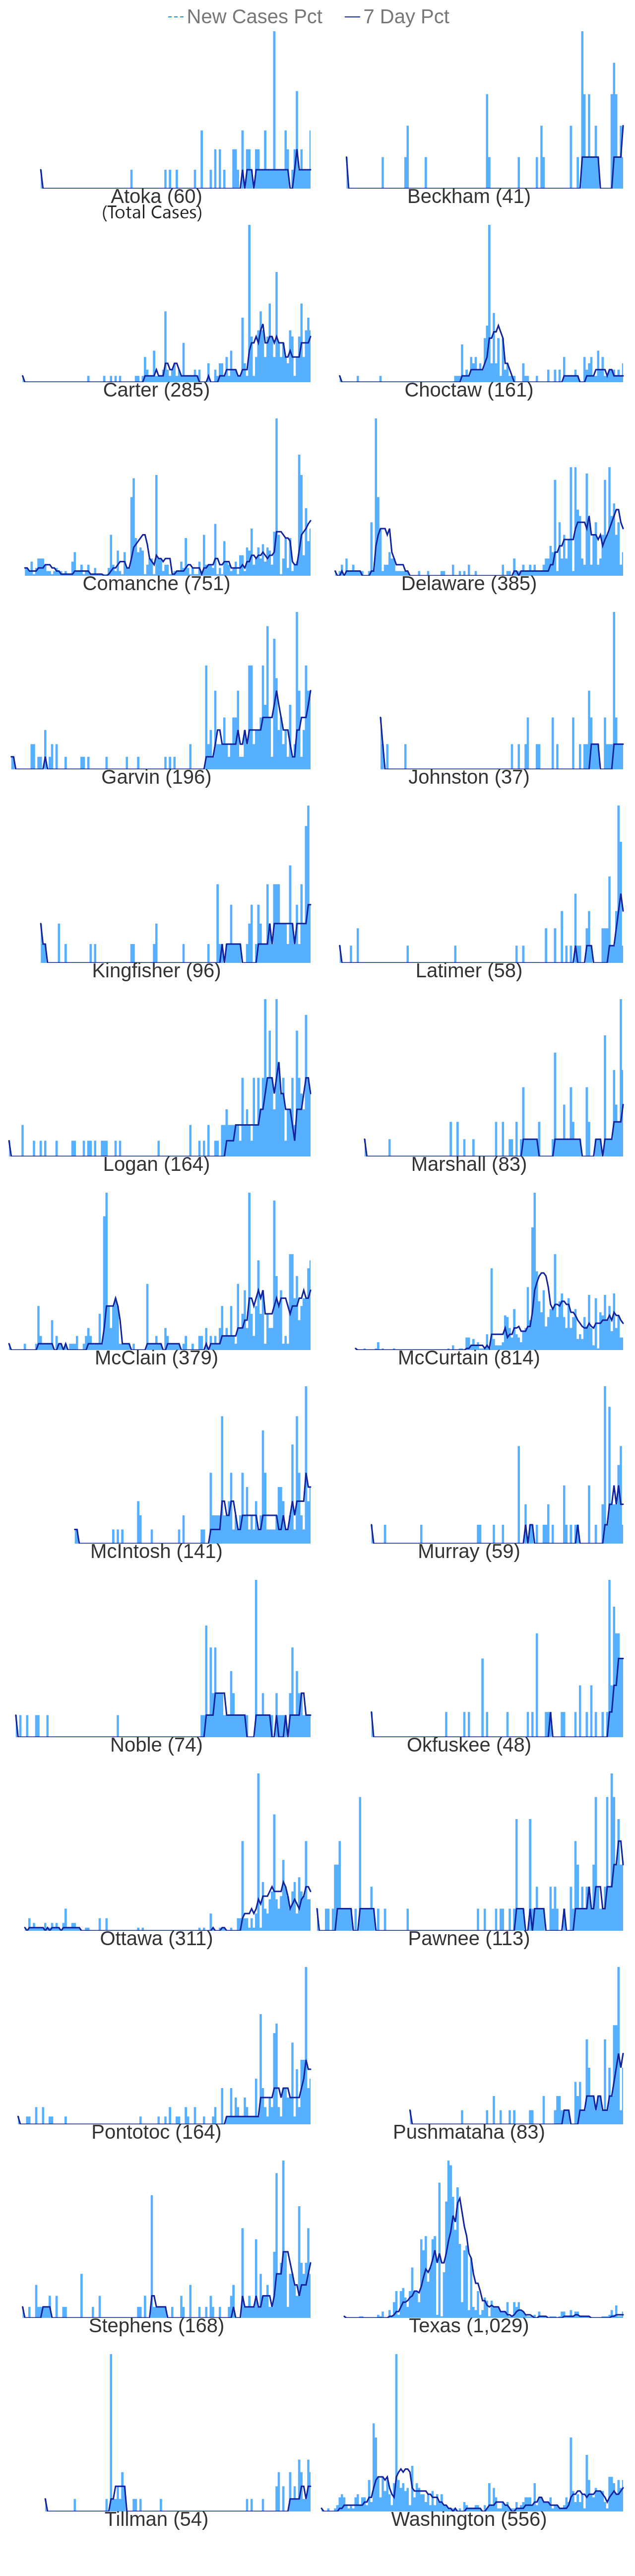 New Cases Pct 7 Day Pct
Atoka (60) Beckham (41)
(Total Cases)
Carter (285) Choctaw (161)
Comanche (751) Delaware (385)
Garvin (196) Johnston (37)
Kingfisher (96) Latimer (58)
Logan (164) Marshall (83)
McClain (379) McCurtain (814)
McIntosh (141) Murray (59)
Noble (74) Okfuskee (48)
Ottawa (311) Pawnee (113)
Pontotoc (164) Pushmataha (83)
Stephens (168) Texas (1,029)
Tillman (54) Washington (556)